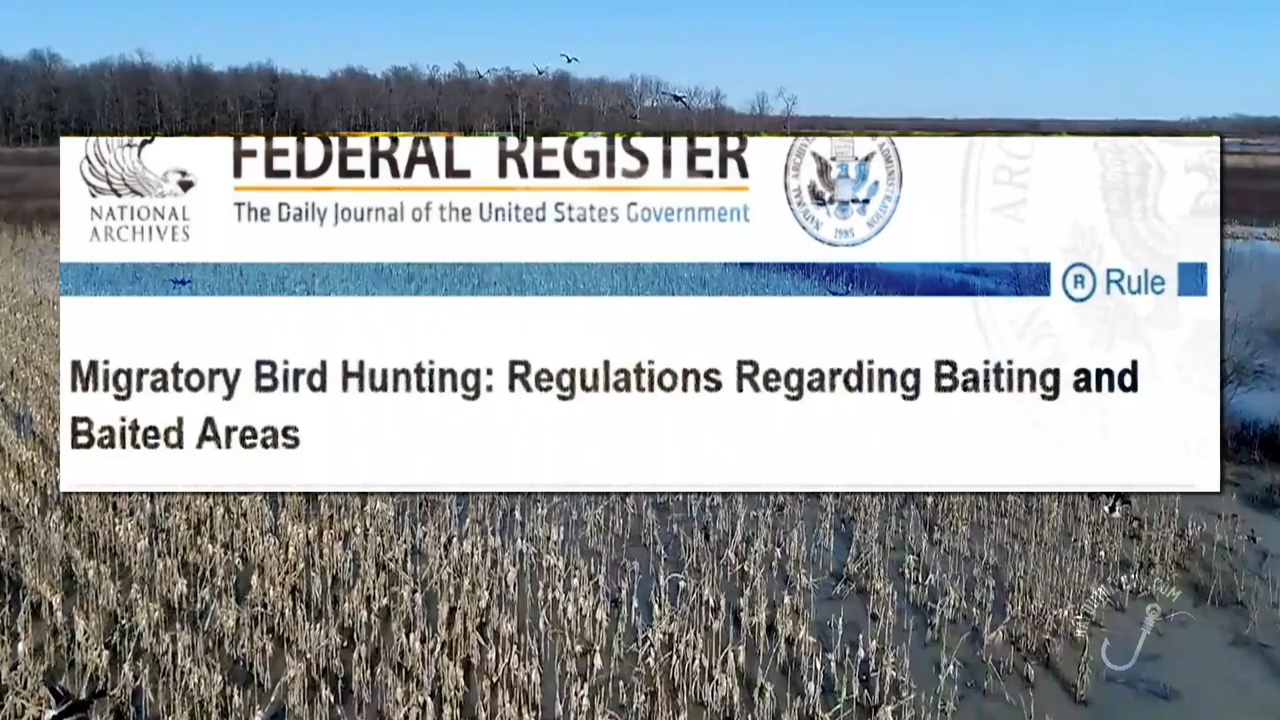 FEDERAL REGISTER
NATIONAL
ARCHIVES
The Daily Journal of the United States Government
1985
® Rule
Migratory Bird Hunting: Regulations Regarding Baiting and
Baited Areas